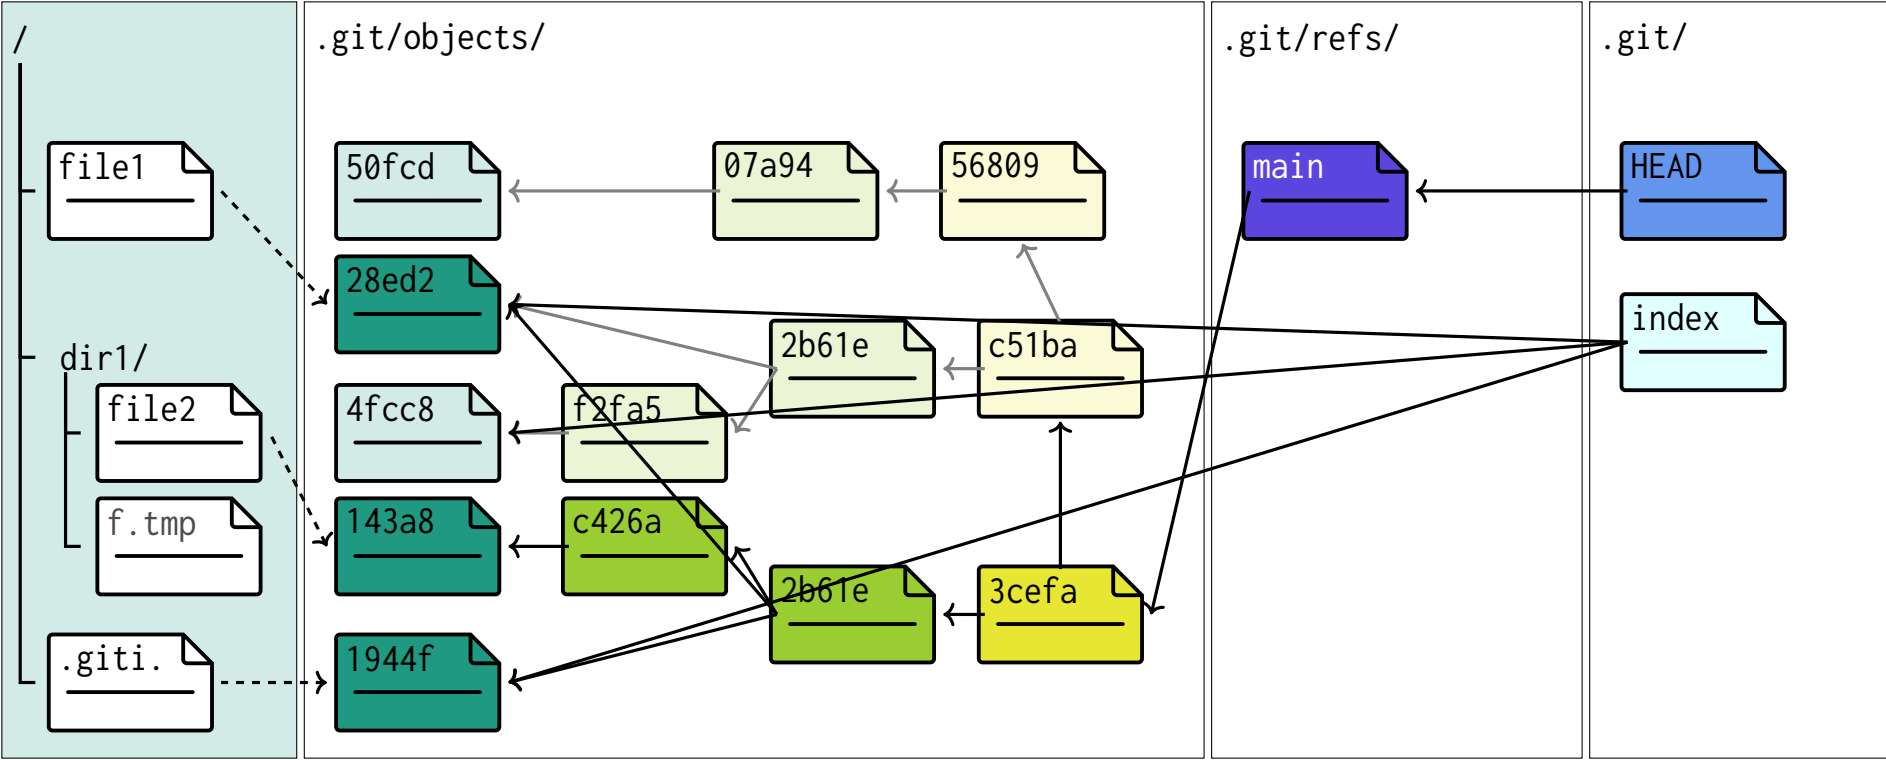 /
.git/objects/
.git/refs/
.git/
file1
50fcd
07a94
56809
main
HEAD
28ed2
index
dir1/
2b61e
c51ba
file2
4fcc8
f2fa5
f.tmp
143a8
c426a
2b61e
3cefa
.giti.
1944f